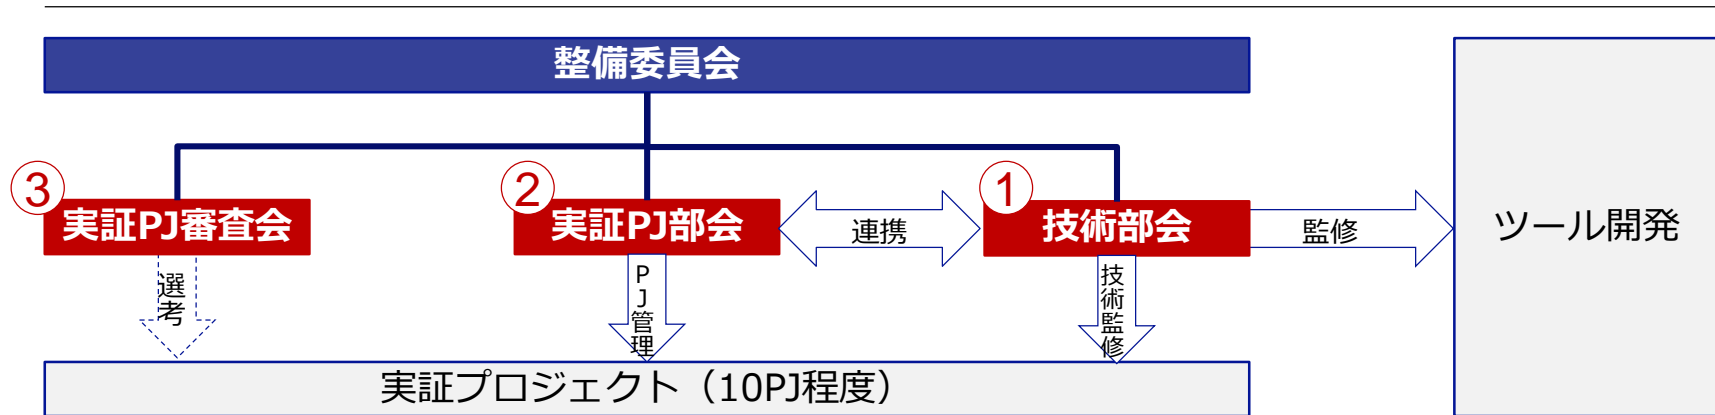 整備委員会
③
実証PJ審査会
②
実証PJ部会
連携
①
技術部会
監修
ツール開発
選考
PJ管理
技術監修
実証プロジェクト（10PJ程度）